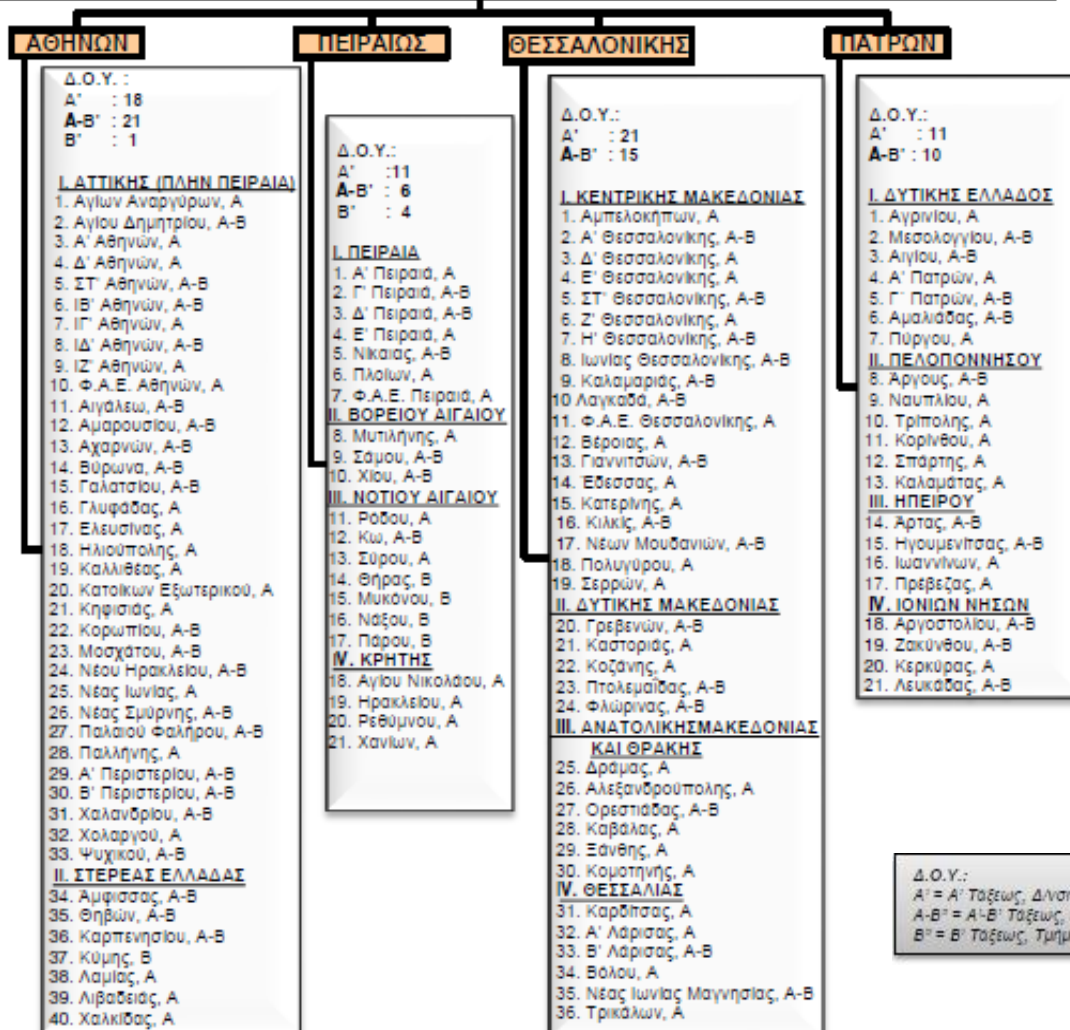 ΑΘΗΝΩΝ
Δ.Ο.Υ. :
Α' : 18
Α-Β' : 21
Β' : 1
Ι. ΑΤΤΙΚΗΣ (ΠΛΗΝ ΠΕΙΡΑΙΑ)
1. Αγίων Αναργύρων, Α
2. Αγίου Δημητρίου, Α-Β
3. Α' Αθηνών, Α
4. Δ' Αθηνών, Α
5. ΣΤ' Αθηνών, Α-Β
6. ΙΒ' Αθηνών, Α-Β
7. ΙΓ' Αθηνών, Α
8. ΙΔ' Αθηνών, Α-Β
9. ΙΖ' Αθηνών, Α
10. Φ.Α.Ε. Αθηνών, Α
11. Αιγάλεω, Α-Β
12. Αμαρουσίου, Α-Β
13. Αχαρνών, Α-Β
14. Βύρωνα, Α-Β
15. Γαλατσίου, Α-Β
16. Γλυφάδας, Α
17. Ελευσίνας, Α
18. Ηλιούπολης, Α
19. Καλλιθέας, Α
20. Κατοίκων Εξωτερικού, Α
21. Κηφισιάς, Α
22. Κορωπίου, Α-Β
23. Μοσχάτου, Α-Β
24. Νέου Ηρακλείου, Α-Β
25. Νέας Ιωνίας, Α
26. Νέας Σμύρνης, Α-Β
27. Παλαιού Φαλήρου, Α-Β
28. Παλλήνης, Α
29. Α' Περιστερίου, Α-Β
30. Β' Περιστερίου, Α-Β
31. Χαλανδρίου, Α-Β
32. Χολαργού, Α
33. Ψυχικού, Α-Β
ΙΙ. ΣΤΕΡΕΑΣ ΕΛΛΑΔΑΣ
34. Άμφισσας, Α-Β
35. Θηβών, Α-Β
36. Καρπενησίου, Α-Β
37. Κύμης, Β
38. Λαμίας, Α
39. Λιβαδειάς, Α
40. Χαλκίδας, Α
ΠΕΙΡΑΙΩΣ
Δ.Ο.Υ.:
Α' :11
Α-Β' : 6
Β' : 4
Ι. ΠΕΙΡΑΙΑ
1. Α' Πειραιά, Α
2. Γ' Πειραιά, Α-Β
3. Δ' Πειραιά, Α-Β
4. Ε' Πειραιά, Α
5. Νίκαιας, Α-Β
6. Πλοίων, Α
7. Φ.Α.Ε. Πειραιά, Α
ΙΙ. ΒΟΡΕΙΟΥ ΑΙΓΑΙΟΥ
8. Μυτιλήνης, Α
9. Σάμου, Α-Β
10. Χίου, Α-Β
ΙΙΙ. ΝΟΤΙΟΥ ΑΙΓΑΙΟΥ
11. Ρόδου, Α
12. Κω, Α-Β
13. Σύρου, Α
14. Θήρας, Β
15. Μυκόνου, Β
16. Νάξου, Β
17. Πάρου, Β
ΙV. ΚΡΗΤΗΣ
18. Αγίου Νικολάου, Α
19. Ηρακλείου, Α
20. Ρεθύμνου, Α
21. Χανίων, Α
ΘΕΣΣΑΛΟΝΙΚΗΣ
Δ.Ο.Υ.:
Α' : 21
Α-Β' : 15
Ι. ΚΕΝΤΡΙΚΗΣ ΜΑΚΕΔΟΝΙΑΣ
1. Αμπελοκήπων, Α
2. Α' Θεσσαλονίκης, Α-Β
3. Δ' Θεσσαλονίκης, Α
4. Ε' Θεσσαλονίκης, Α
5. ΣΤ' Θεσσαλονίκης, Α-Β
6. Ζ' Θεσσαλονίκης, Α
7. Η' Θεσσαλονίκης, Α-Β
8. Ιωνίας Θεσσαλονίκης, Α-Β
9. Καλαμαριάς, Α-Β
10 Λαγκαδά, Α-Β
11. Φ.Α.Ε. Θεσσαλονίκης, Α
12. Βέροιας, Α
13. Γιαννιτσών, Α-Β
14. Έδεσσας, Α
15. Κατερίνης, Α
16. Κιλκίς, Α-Β
17. Νέων Μουδανιών, Α-Β
18. Πολυγύρου, Α
19. Σερρών, Α
ΙΙ. ΔΥΤΙΚΗΣ ΜΑΚΕΔΟΝΙΑΣ
20. Γρεβενών, Α-Β
21. Καστοριάς, Α
22. Κοζάνης, Α
23. Πτολεμαΐδας, Α-Β
24. Φλώρινας, Α-Β
ΙΙΙ. ΑΝΑΤΟΛΙΚΗΣΜΑΚΕΔΟΝΙΑΣ
ΚΑΙ ΘΡΑΚΗΣ
25. Δράμας, Α
26. Αλεξανδρούπολης, Α
27. Ορεστιάδας, Α-Β
28. Καβάλας, Α
29. Ξάνθης, Α
30. Κομοτηνής, Α
ΙV. ΘΕΣΣΑΛΙΑΣ
31. Καρδίτσας, Α
32. Α' Λάρισας, Α
33. Β' Λάρισας, Α-Β
34. Βόλου, Α
35. Νέας Ιωνίας Μαγνησίας, Α-Β
36. Τρικάλων, Α
ΠΑΤΡΩΝ
Δ.Ο.Υ.:
Α' : 11
Α-Β' : 10
Ι. ΔΥΤΙΚΗΣ ΕΛΛΑΔΟΣ
1. Αγρινίου, Α
2. Μεσολογγίου, Α-Β
3. Αιγίου, Α-Β
4. Α' Πατρών, Α
5. Γ' Πατρών, Α-Β
6. Αμαλιάδας, Α-Β
7. Πύργου, Α
ΙΙ. ΠΕΛΟΠΟΝΝΗΣΟΥ
8. Άργους, Α-Β
9. Ναυπλίου, Α
10. Τρίπολης, Α
11. Κορίνθου, Α
12. Σπάρτης, Α
13. Καλαμάτας, Α
ΙΙΙ. ΗΠΕΙΡΟΥ
14. Άρτας, Α-Β
15. Ηγουμενίτσας, Α-Β
16. Ιωαννίνων, Α
17. Πρέβεζας, Α
ΙV. ΙΟΝΙΩΝ ΝΗΣΩΝ
18. Αργοστολίου, Α-Β
19. Ζακύνθου, Α-Β
20. Κερκύρας, Α
21. Λευκάδας, Α-Β
Δ.Ο.Υ.:
Α' = Α' Τάξεως,
Α-Β' = Α'-Β' Τάξεως,
Β' = Β' Τάξεως,